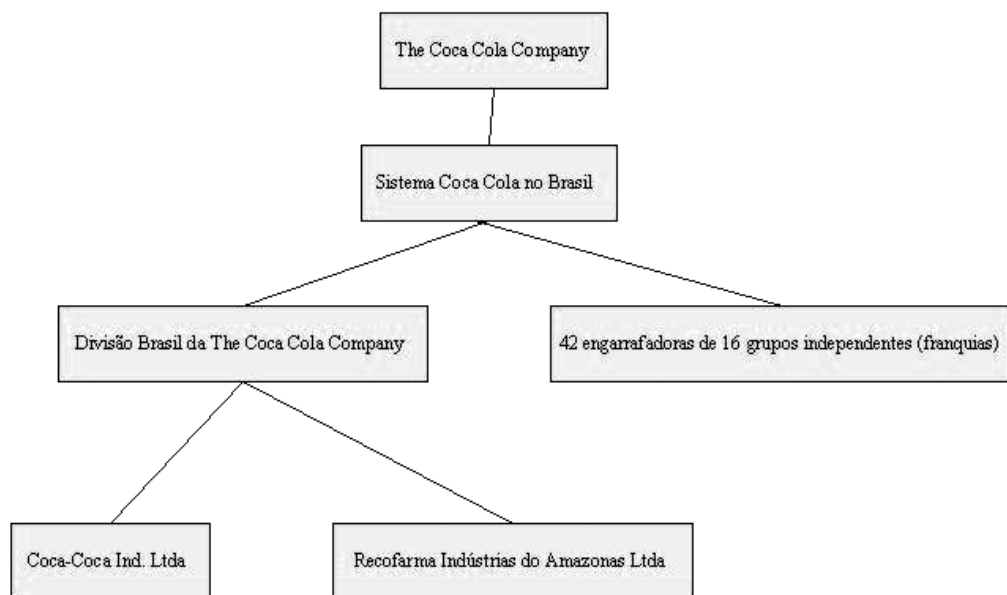 The Coca Cola Company
Sistema Coca Cola no Brasil
Divisão Brasil da The Coca Cola Company
42 engarrafadoras de 16 grupos independentes (franquias)
Coca-Coca Ind. Ltda
Recofarma Indústrias do Amazonas Ltda